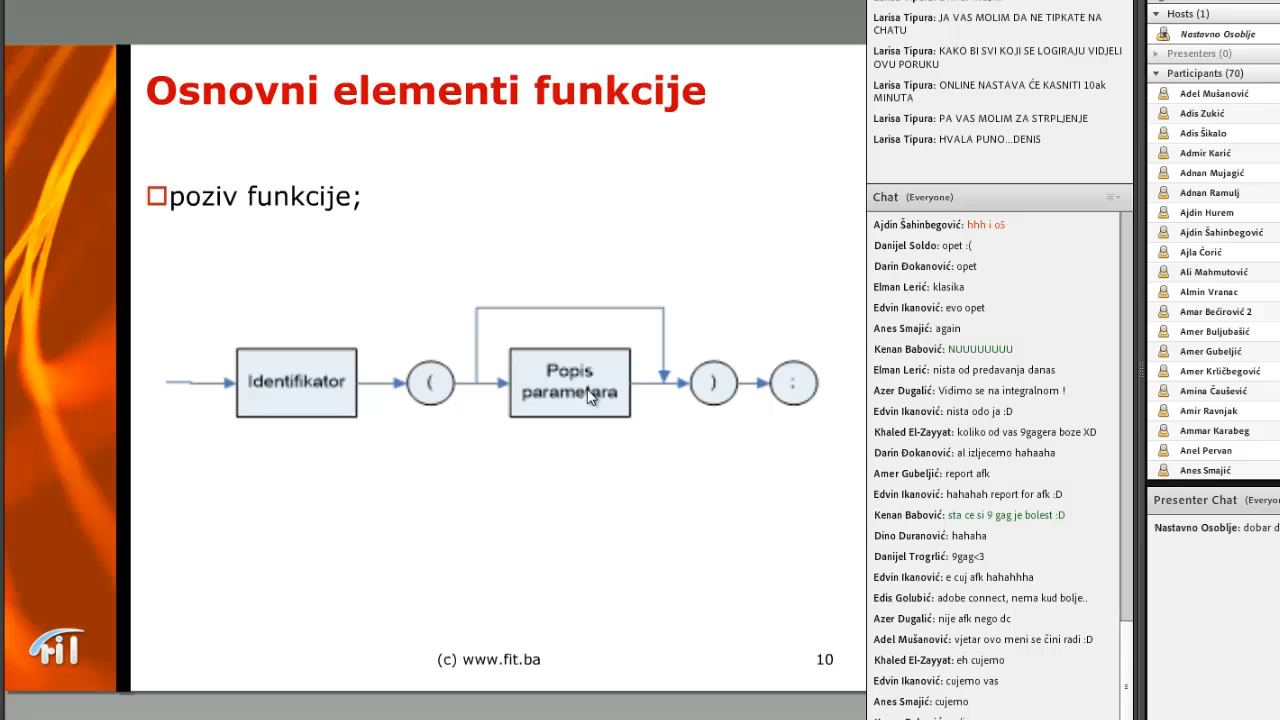 Osnovni elementi funkcije
poziv funkcije;
Identifikator
(
Popis
parametara
)
;
fit
(c) www.fit.ba
10
Larisa Tipura: JA VAS MOLIM DA NE TIPKATE NA
CHATU
Larisa Tipura: KAKO BI SVI KOJI SE LOGIRAJU VIDJELI
OVU PORUKU
Larisa Tipura: ONLINE NASTAVA ĆE KASNITI 10ak
MINUTA
Larisa Tipura: PA VAS MOLIM ZA STRPLJENJE
Larisa Tipura: HVALA PUNO...DENIS
Chat (Everyone)
Ajdin Šahinbegović: hhh i o5
Danijel Soldo: opet :(
Darin Đokanović: opet
Elman Lerić: klasika
Edvin Ikanović: evo opet
Anes Smajić: again
Kenan Babović: NUUUUUUUU
Elman Lerić: nista od predavanja danas
Azer Dugalić: Vidimo se na integralnom !
Edvin Ikanović: nista odo ja :D
Khaled El-Zayyat: koliko od vas 9gagera boze XD
Darin Đokanović: al izljecemo hahaaha
Amer Gubeljić: report afk
Edvin Ikanović: hahahah report for afk :D
Kenan Babović: sta ce si 9 gag je bolest :D
Dino Duranović: hahaha
Danijel Trogrlić: 9gag<3
Edvin Ikanović: e cuj afk hahahhha
Edis Golubić: adobe connect, nema kud bolje..
Azer Dugalić: nije afk nego dc
Adel Mušanović: vjetar ovo meni se čini radi :D
Khaled El-Zayyat: eh cujemo
Edvin Ikanović: cujemo vas
Anes Smajić: cujemo
Hosts (1)
Nastavno Osoblje
Presenters (0)
Participants (70)
Adel Mušanović
Adis Zukić
Adis Šikalo
Admir Karić
Adnan Mujagić
Adnan Ramulj
Ajdin Hurem
Ajdin Šahinbegović
Ajla Ćorić
Ali Mahmutović
Almin Vranac
Amar Bećirović 2
Amer Buljubašić
Amer Gubeljić
Amer Krličbegović
Amina Čaušević
Amir Ravnjak
Ammar Karabeg
Anel Pervan
Anes Smajić
Presenter Chat (Everyon
Nastavno Osoblje: dobar d